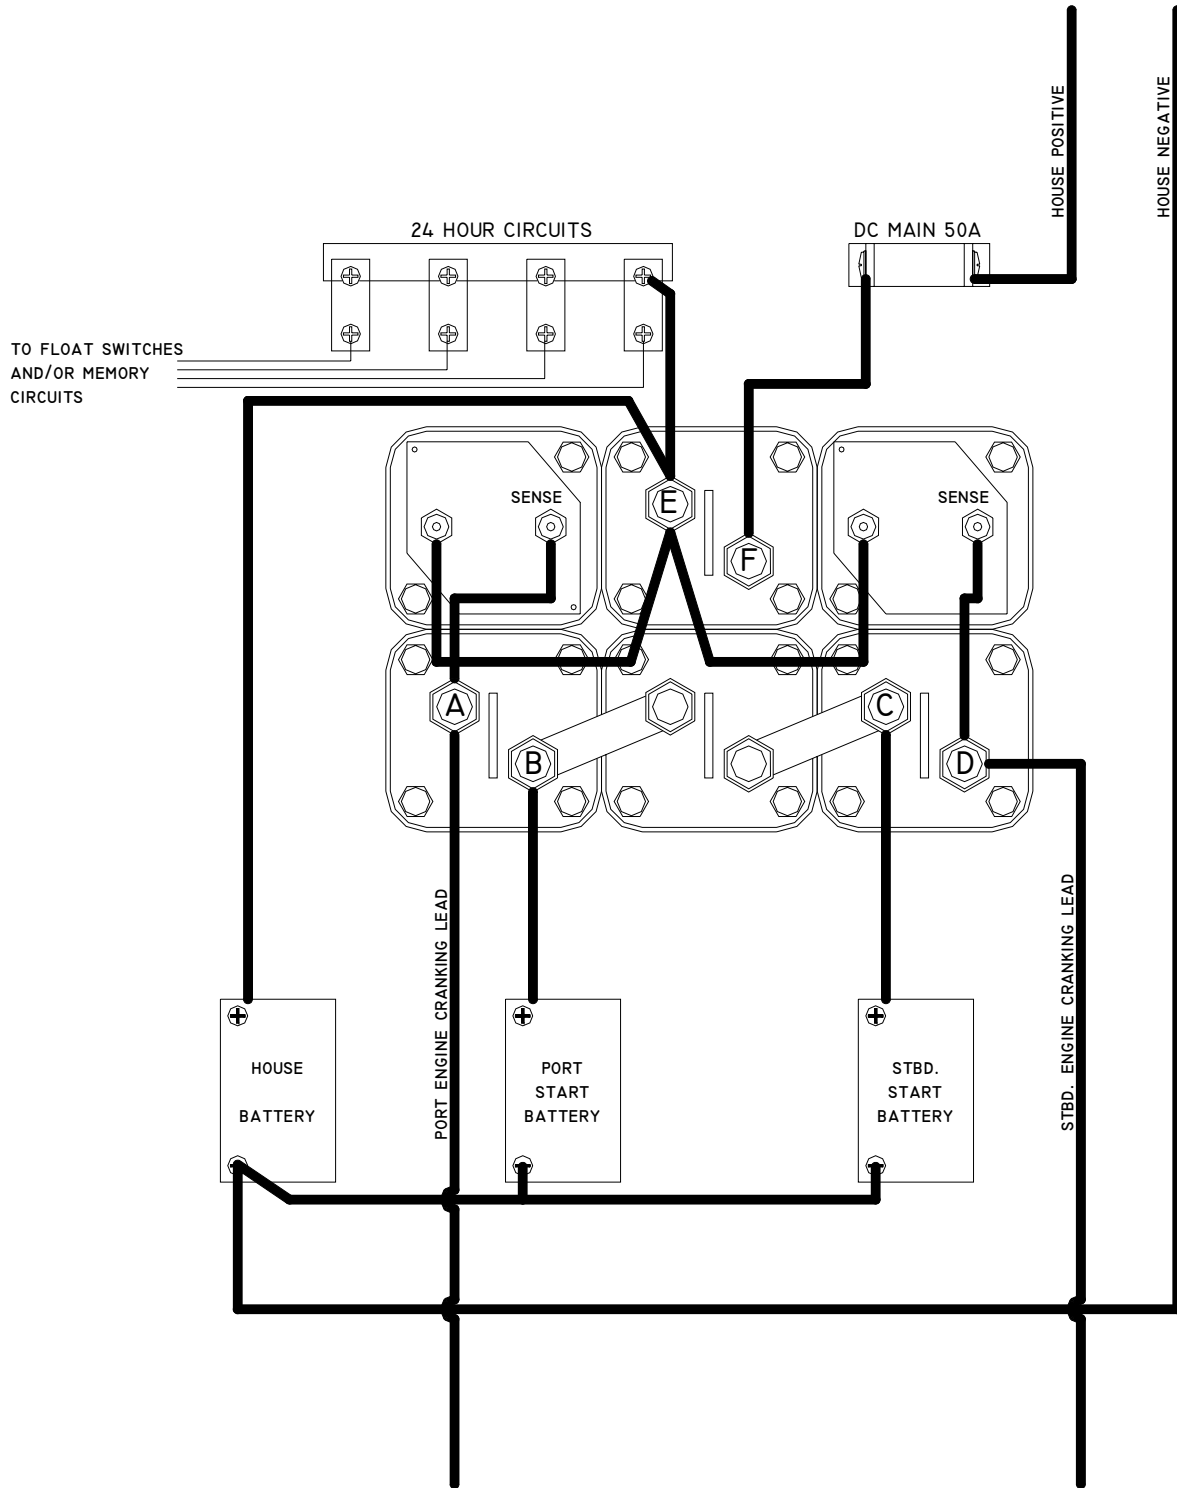 HOUSE POSITIVE
HOUSE NEGATIVE
24 HOUR CIRCUITS
DC MAIN 50A
TO FLOAT SWITCHES
AND/OR MEMORY
CIRCUITS
SENSE
E
SENSE
F
A
C
B
D
PORT ENGINE CRANKING LEAD
STBD. ENGINE CRANKING LEAD
HOUSE
BATTERY
PORT
START
BATTERY
STBD.
START
BATTERY